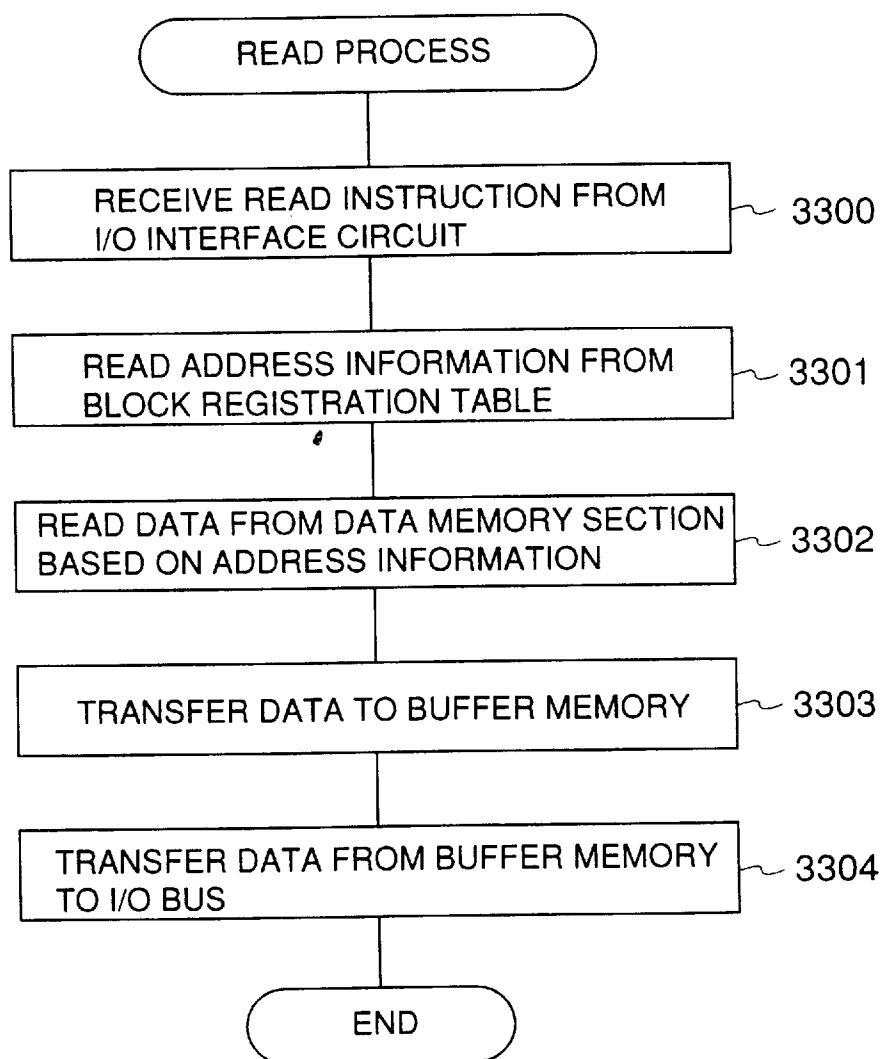 READ PROCESS
RECEIVE READ INSTRUCTION FROM
I/O INTERFACE CIRCUIT
3300
READ ADDRESS INFORMATION FROM
BLOCK REGISTRATION TABLE
3301
READ DATA FROM DATA MEMORY SECTION
BASED ON ADDRESS INFORMATION
3302
TRANSFER DATA TO BUFFER MEMORY
3303
TRANSFER DATA FROM BUFFER MEMORY
TO I/O BUS
3304
END